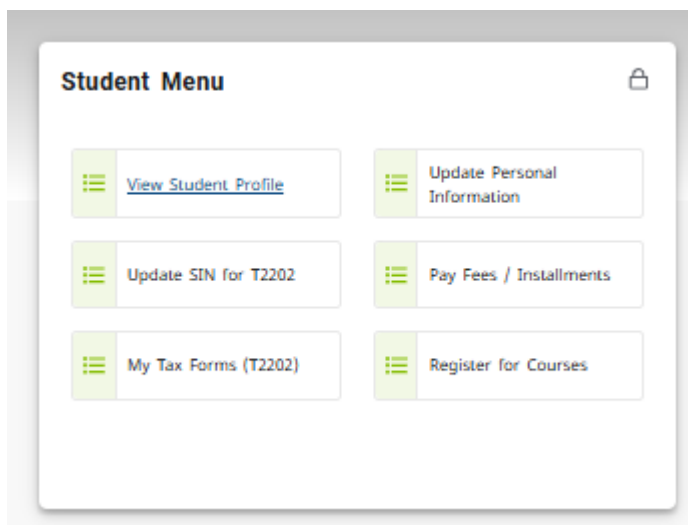 Student Menu
View Student Profile
Update Personal
Information
Update SIN for T2202
Pay Fees / Installments
My Tax Forms (T2202)
Register for Courses